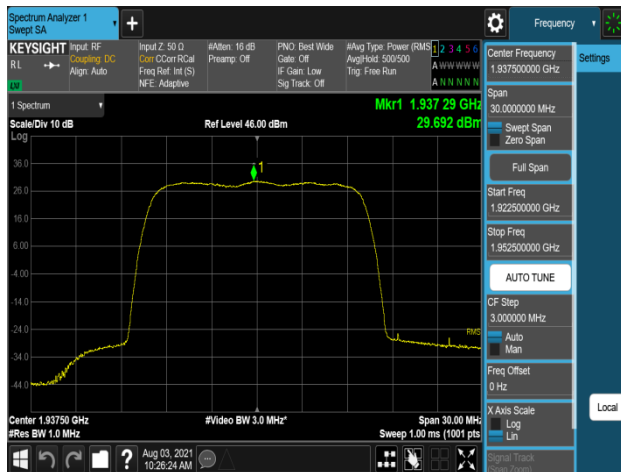 Spectrum Analyzer 1
Swept SA
Frequency
KEYSIGHT
Input: RF
Coupling: DC
Align: Auto
Input Z: 50 Ω
Corr CCorr RCal
Freq Ref: Int (S)
NFE: Adaptive
#Atten: 16 dB
Preamp: Off
PNO: Best Wide
Gate: Off
IF Gain: Low
Sig Track: Off
#Avg Type: Power (RMS
Avg|Hold: 500/500
Trig: Free Run
1 2 3 4 5 6
A W W W W W
A N N N N N
R L
1 Spectrum
Scale/Div 10 dB
Log
Ref Level 46.00 dBm
Mkr1 1.937 29 GHz
29.692 dBm
1
36.0
26.0
16.0
6.00
-4.00
-14.0
-24.0
-34.0
-44.0
RMS
Center 1.93750 GHz
#Res BW 1.0 MHz
#Video BW 3.0 MHz*
Span 30.00 MHz
Sweep 1.00 ms (1001 pts)
Aug 03, 2021
10:26:24 AM
Center Frequency
1.937500000 GHz
Settings
Span
30.0000000 MHz
Swept Span
Zero Span
Full Span
Start Freq
1.922500000 GHz
Stop Freq
1.952500000 GHz
AUTO TUNE
CF Step
3.000000 MHz
Auto
Man
Freq Offset
0 Hz
X Axis Scale
Log
Lin
Local
Signal Track
(Span Zoom)